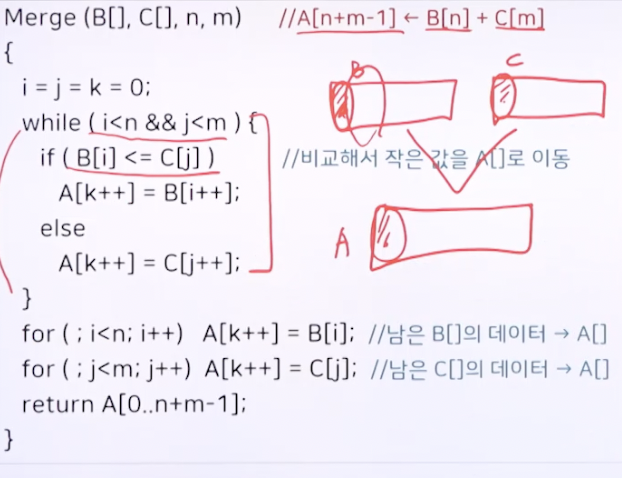 Merge (B[], C[], n, m) //A[n+m-1] ← B[n] + C[m]
{
i = j = k = 0;
B
C
while ( i<n && j<m ) {
if ( B[i] <= C[j] ) //비교해서 작은 값을 A[]로 이동
A[k++] = B[i++];
else
A
A[k++] = C[j++];
}
for ( ; i<n; i++) A[k++] = B[i]; //남은 B[]의 데이터 → A[]
for ( ; j<m; j++) A[k++] = C[j]; //남은 C[]의 데이터 → A[]
return A[0..n+m-1];
}